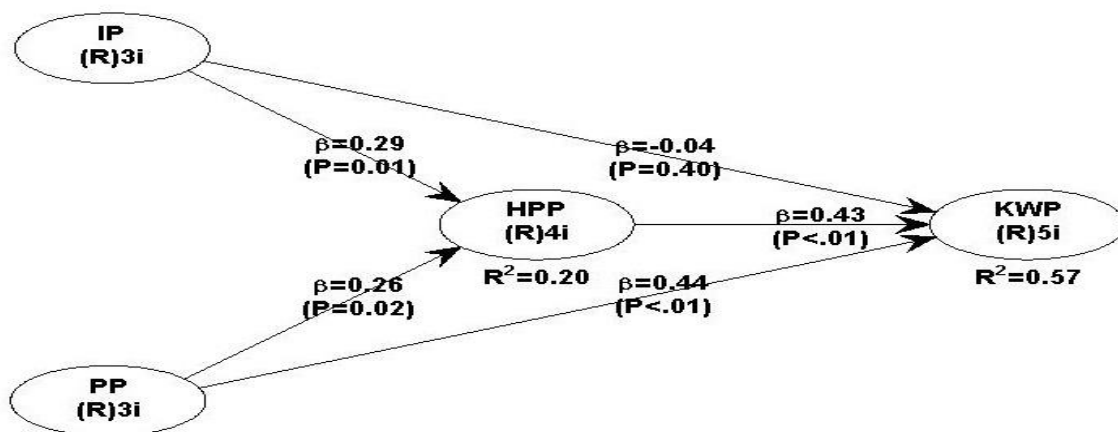 IP
(R)3i
β=0.29
(P=0.01)
β=-0.04
(P=0.40)
HPP
(R)4i
R²=0.20
β=0.43
(P<.01)
KWP
(R)5i
R²=0.57
β=0.26
(P=0.02)
β=0.44
(P<.01)
PP
(R)3i